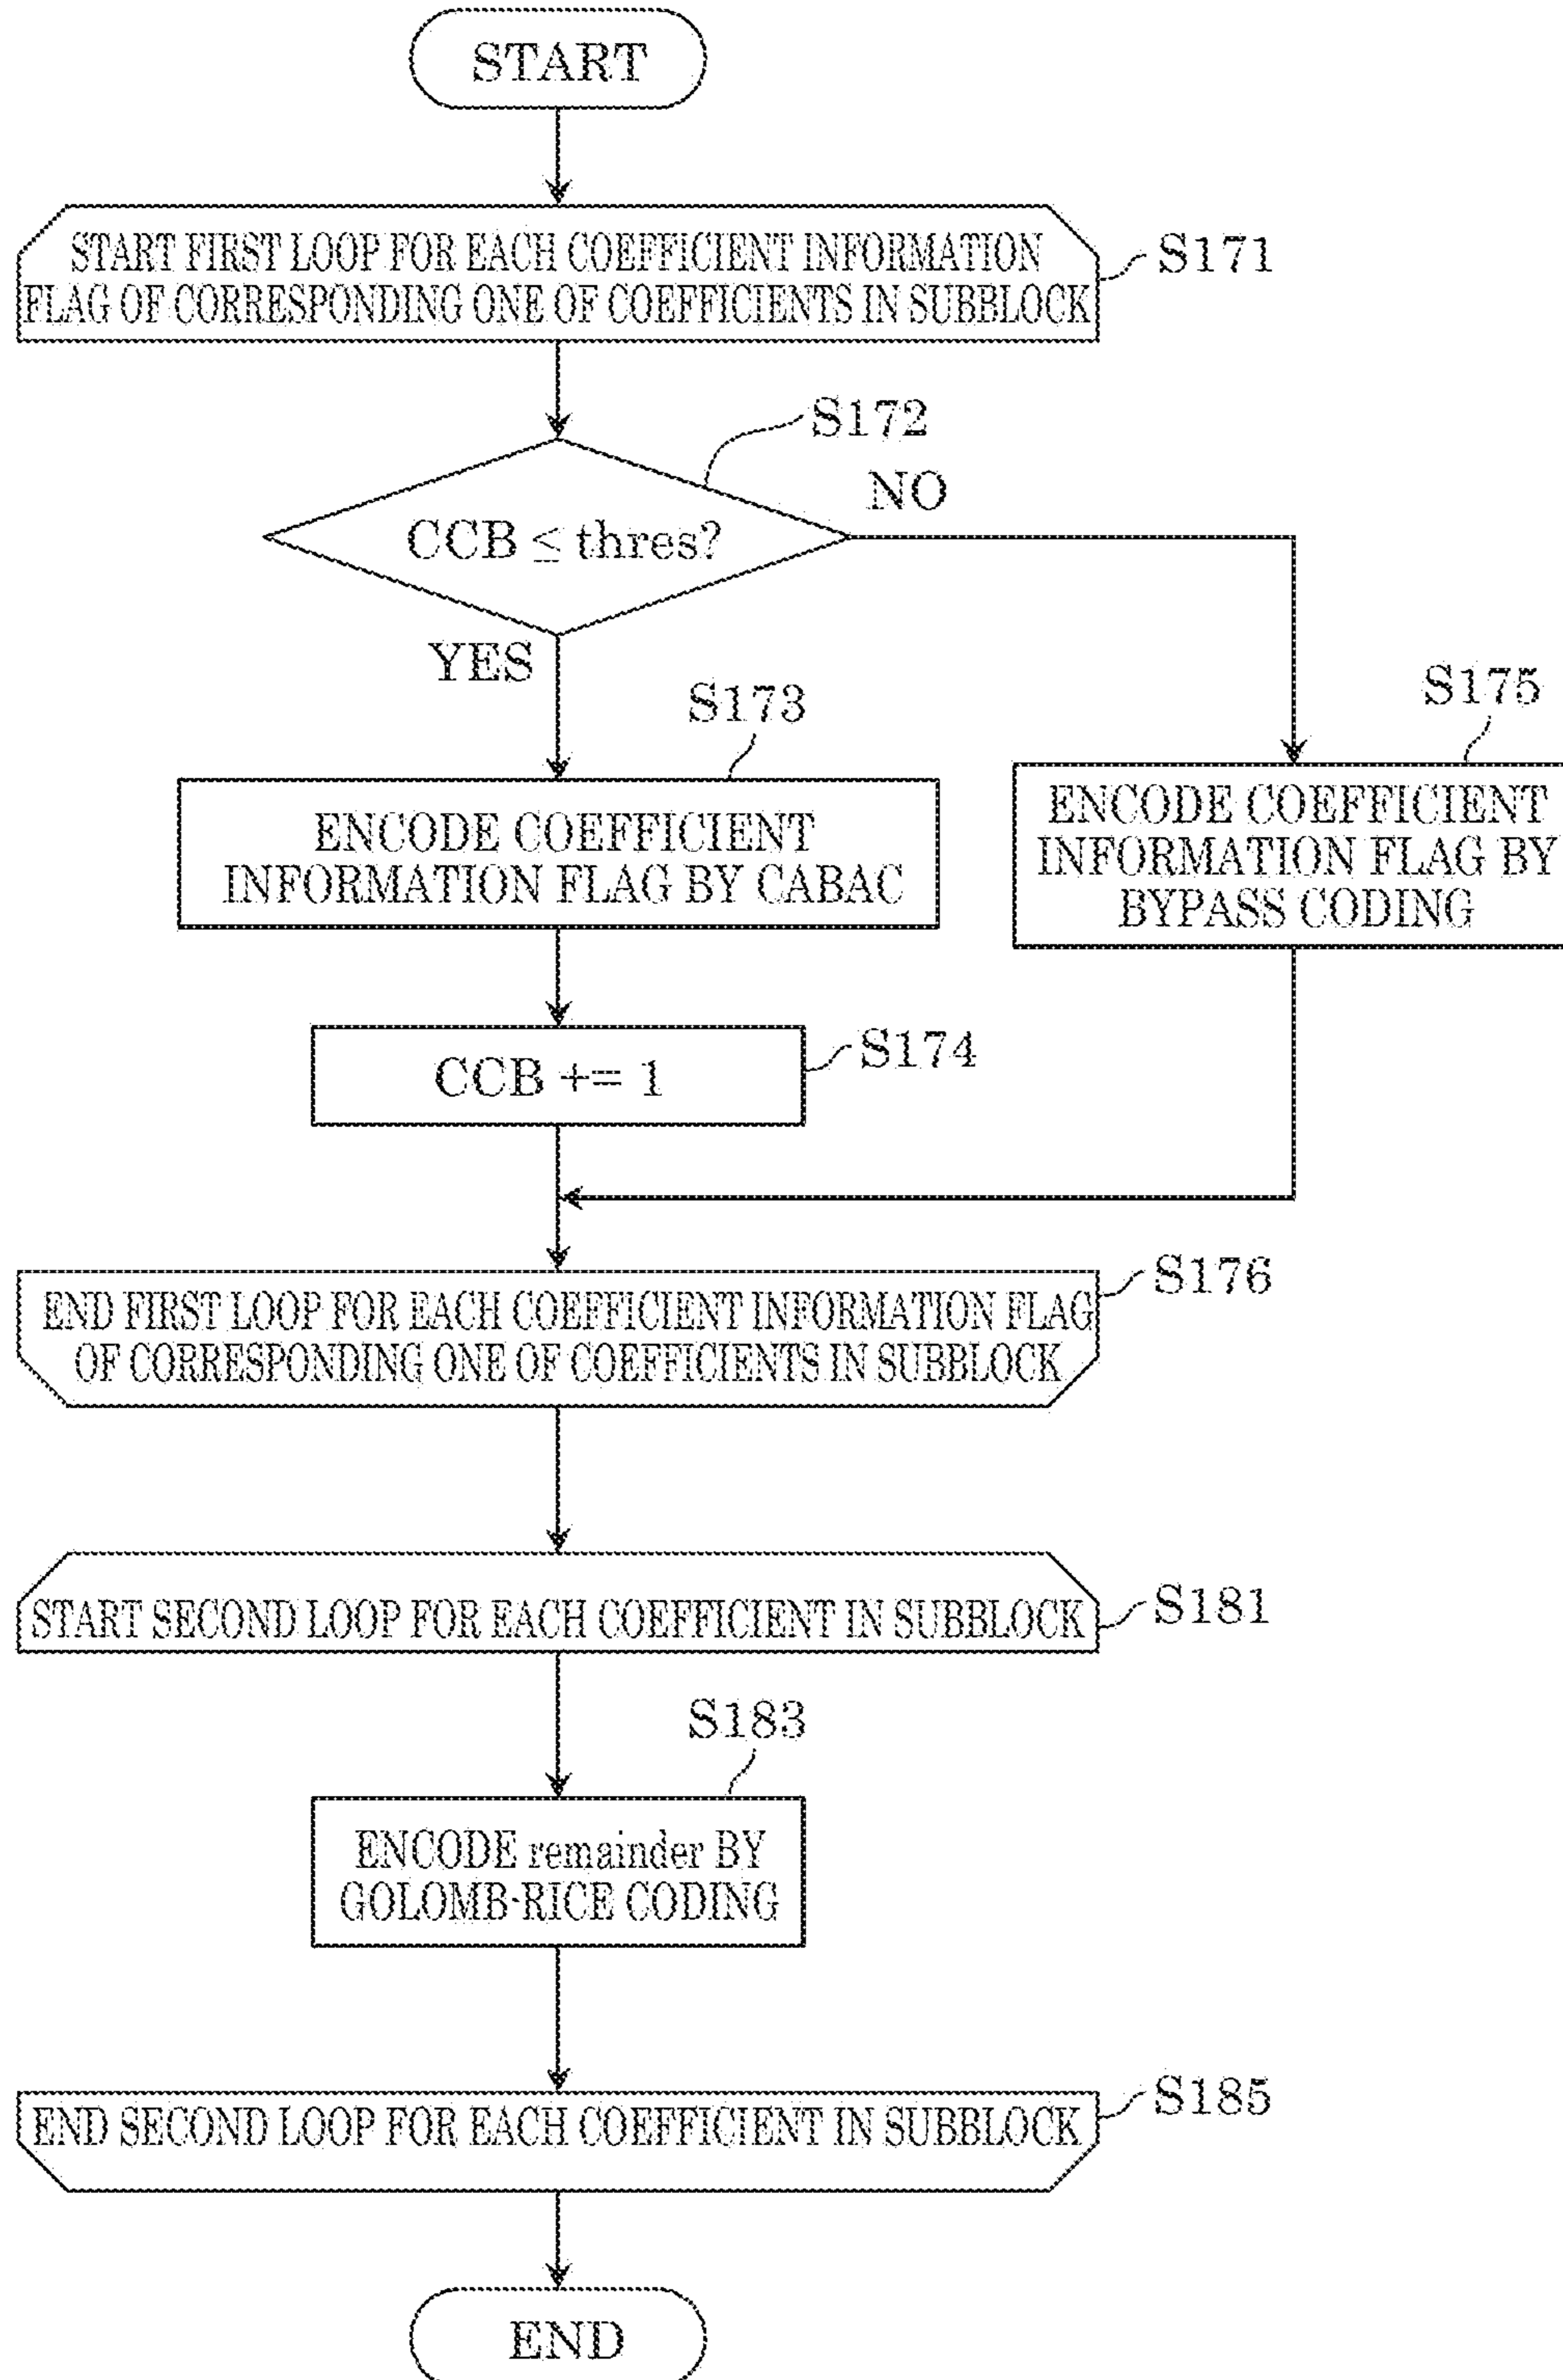 START
START FIRST LOOP FOR EACH COEFFICIENT INFORMATION
FLAG OF CORRESPONDING ONE OF COEFFICIENTS IN SUBBLOCK
S171
S172
CCB ≤ thres?
NO
YES
S173
ENCODE COEFFICIENT
INFORMATION FLAG BY CABAC
S175
ENCODE COEFFICIENT
INFORMATION FLAG BY
BYPASS CODING
CCB += 1
S174
S176
END FIRST LOOP FOR EACH COEFFICIENT INFORMATION FLAG
OF CORRESPONDING ONE OF COEFFICIENTS IN SUBBLOCK
START SECOND LOOP FOR EACH COEFFICIENT IN SUBBLOCK
S181
S183
ENCODE remainder BY
GOLOMB-RICE CODING
END SECOND LOOP FOR EACH COEFFICIENT IN SUBBLOCK
S185
END